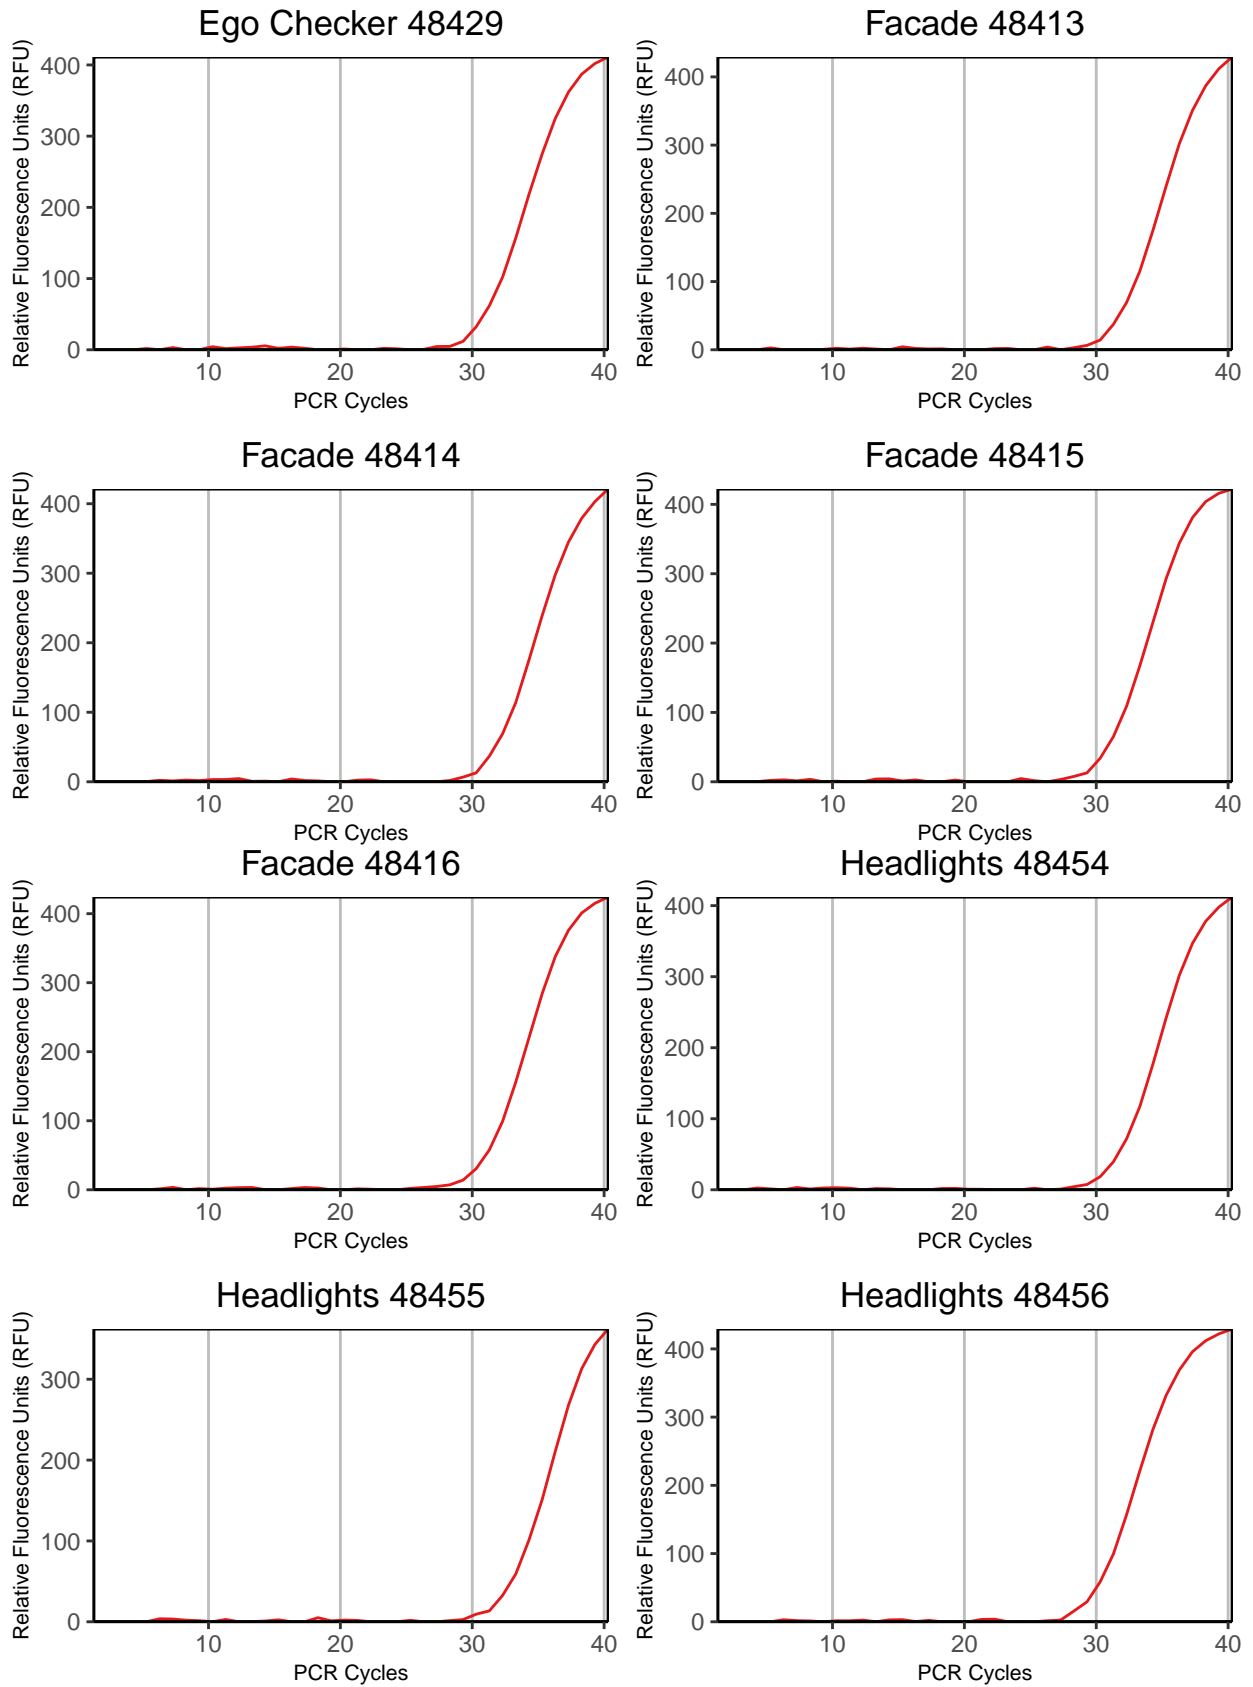 Ego Checker 48429
Relative Fluorescence Units (RFU)
400
300
200
100
0
10 20 30 40
PCR Cycles
Facade 48413
Relative Fluorescence Units (RFU)
400
300
200
100
0
10 20 30 40
PCR Cycles
Facade 48414
Relative Fluorescence Units (RFU)
400
300
200
100
0
10 20 30 40
PCR Cycles
Facade 48415
Relative Fluorescence Units (RFU)
400
300
200
100
0
10 20 30 40
PCR Cycles
Facade 48416
Relative Fluorescence Units (RFU)
400
300
200
100
0
10 20 30 40
PCR Cycles
Headlights 48454
Relative Fluorescence Units (RFU)
400
300
200
100
0
10 20 30 40
PCR Cycles
Headlights 48455
Relative Fluorescence Units (RFU)
300
200
100
0
10 20 30 40
PCR Cycles
Headlights 48456
Relative Fluorescence Units (RFU)
400
300
200
100
0
10 20 30 40
PCR Cycles